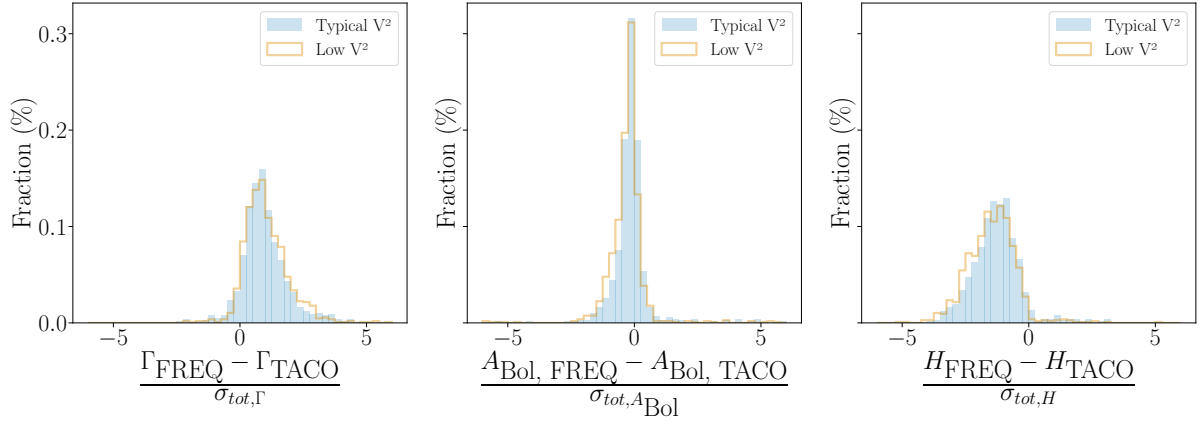 Typical V²
Low V²
Fraction (%)
0.3
0.2
0.1
0.0
−5
0
5
Γ_FREQ − Γ_TACO
σ_tot,Γ
Typical V²
Low V²
Fraction (%)
−5
0
5
A_Bol, FREQ − A_Bol, TACO
σ_tot,A_Bol
Typical V²
Low V²
Fraction (%)
−5
0
5
H_FREQ − H_TACO
σ_tot,H